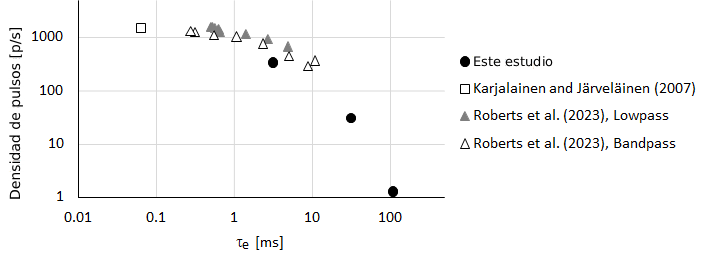 Densidad de pulsos [p/s]
1000
100
10
1
0.01
0.1
1
10
100
τe [ms]
Este estudio
Karjalainen and Järveläinen (2007)
Roberts et al. (2023), Lowpass
Roberts et al. (2023), Bandpass